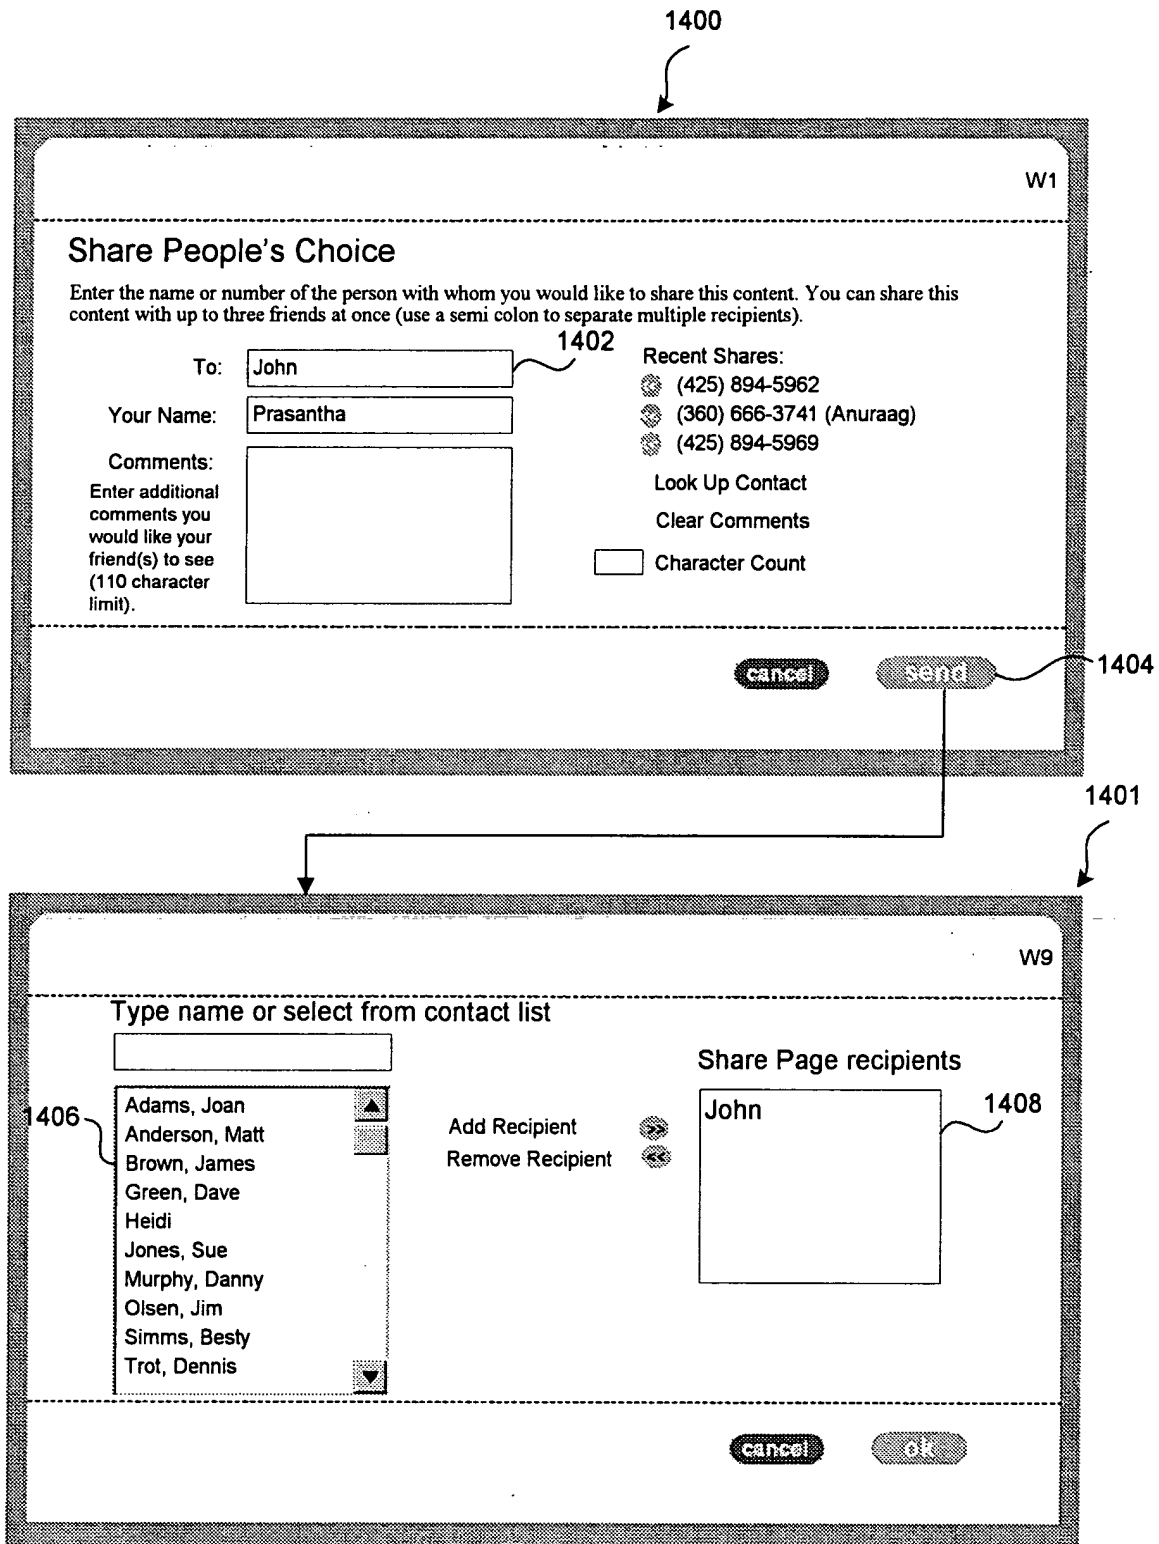 1400
W1
Share People's Choice
Enter the name or number of the person with whom you would like to share this content. You can share this
content with up to three friends at once (use a semi colon to separate multiple recipients).
1402
To:
John
Your Name:
Prasantha
Comments:
Enter additional
comments you
would like your
friend(s) to see
(110 character
limit).
Recent Shares:
(425) 894-5962
(360) 666-3741 (Anuraag)
(425) 894-5969
Look Up Contact
Clear Comments
Character Count
cancel
send
1404
1401
W9
Type name or select from contact list
1406
Adams, Joan
Anderson, Matt
Brown, James
Green, Dave
Heidi
Jones, Sue
Murphy, Danny
Olsen, Jim
Simms, Besty
Trot, Dennis
Add Recipient >>
Remove Recipient <<
Share Page recipients
John
1408
cancel
ok